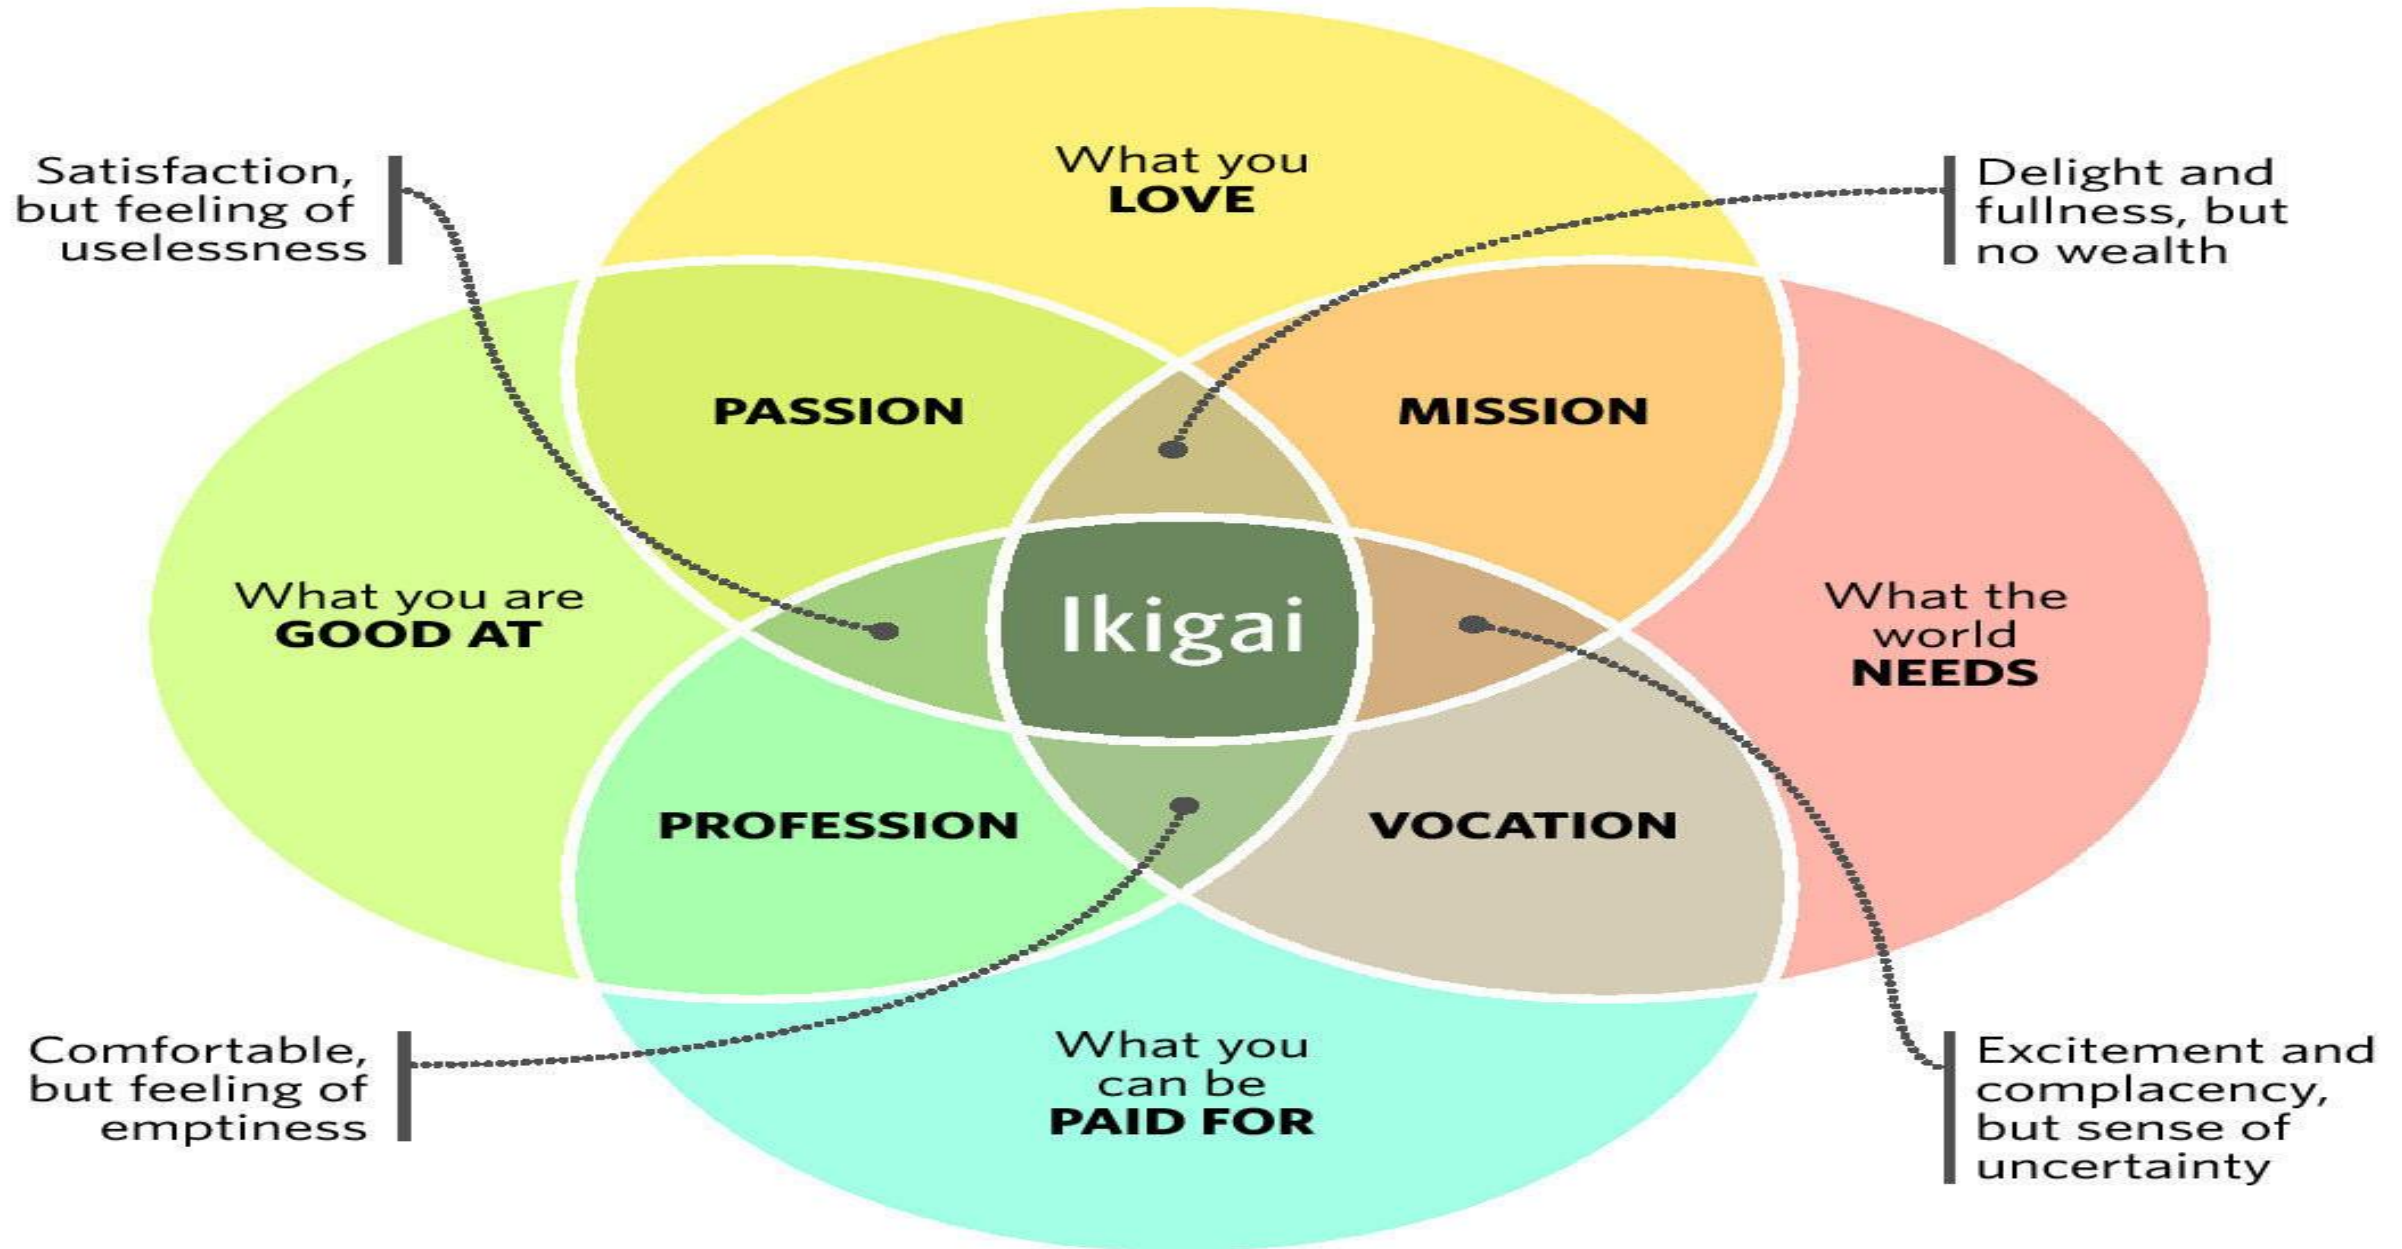 What you
LOVE
Satisfaction,
but feeling of
uselessness
Delight and
fullness, but
no wealth
PASSION
MISSION
What you are
GOOD AT
Ikigai
What the
world
NEEDS
PROFESSION
VOCATION
Comfortable,
but feeling of
emptiness
What you
can be
PAID FOR
Excitement and
complacency,
but sense of
uncertainty